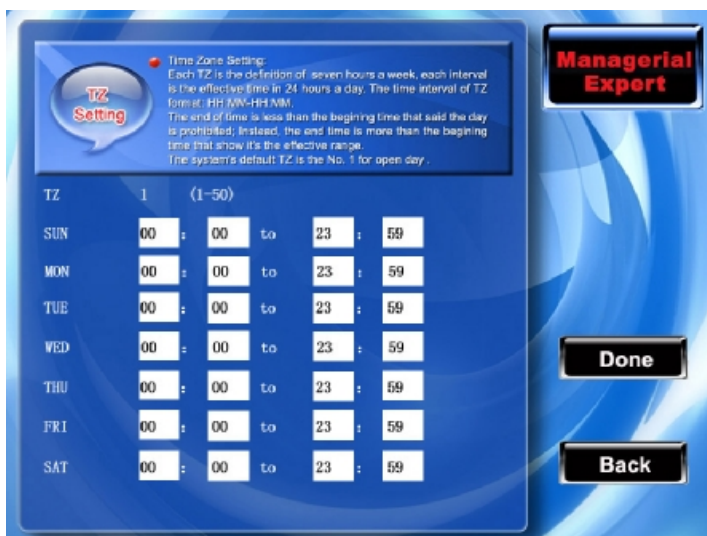 Time Zone Setting:
Each TZ is the definition of seven hours a week, each interval
is the effective time in 24 hours a day. The time interval of TZ
format: HH:MM-HH:MM.
The end of time is less than the begining time that said the day
is prohibited; Instead, the end time is more than the begining
time that show it's the effective range.
The system's default TZ is the No. 1 for open day .
TZ
Setting
Managerial
Expert
TZ 1 (1-50)
SUN 00 : 00 to 23 : 59
MON 00 : 00 to 23 : 59
TUE 00 : 00 to 23 : 59
WED 00 : 00 to 23 : 59
THU 00 : 00 to 23 : 59
FRI 00 : 00 to 23 : 59
SAT 00 : 00 to 23 : 59
Done
Back